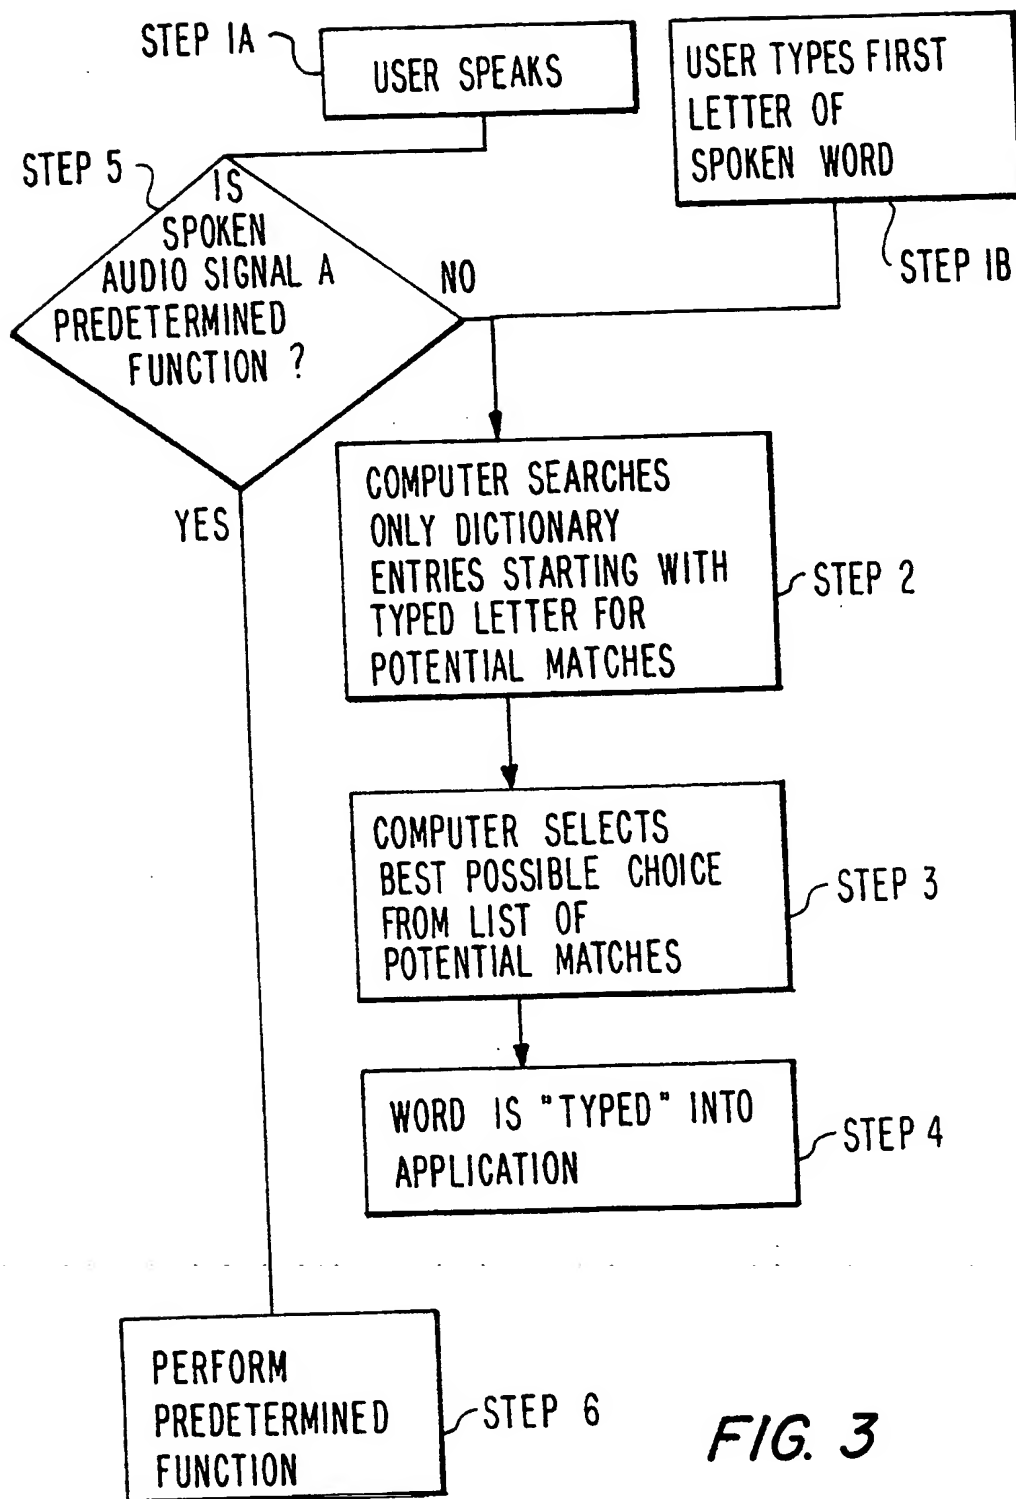 STEP 1A
USER SPEAKS
USER TYPES FIRST
LETTER OF
SPOKEN WORD
STEP 1B
STEP 5
IS
SPOKEN
AUDIO SIGNAL A
PREDETERMINED
FUNCTION ?
NO
YES
COMPUTER SEARCHES
ONLY DICTIONARY
ENTRIES STARTING WITH
TYPED LETTER FOR
POTENTIAL MATCHES
STEP 2
COMPUTER SELECTS
BEST POSSIBLE CHOICE
FROM LIST OF
POTENTIAL MATCHES
STEP 3
WORD IS "TYPED" INTO
APPLICATION
STEP 4
PERFORM
PREDETERMINED
FUNCTION
STEP 6
FIG. 3